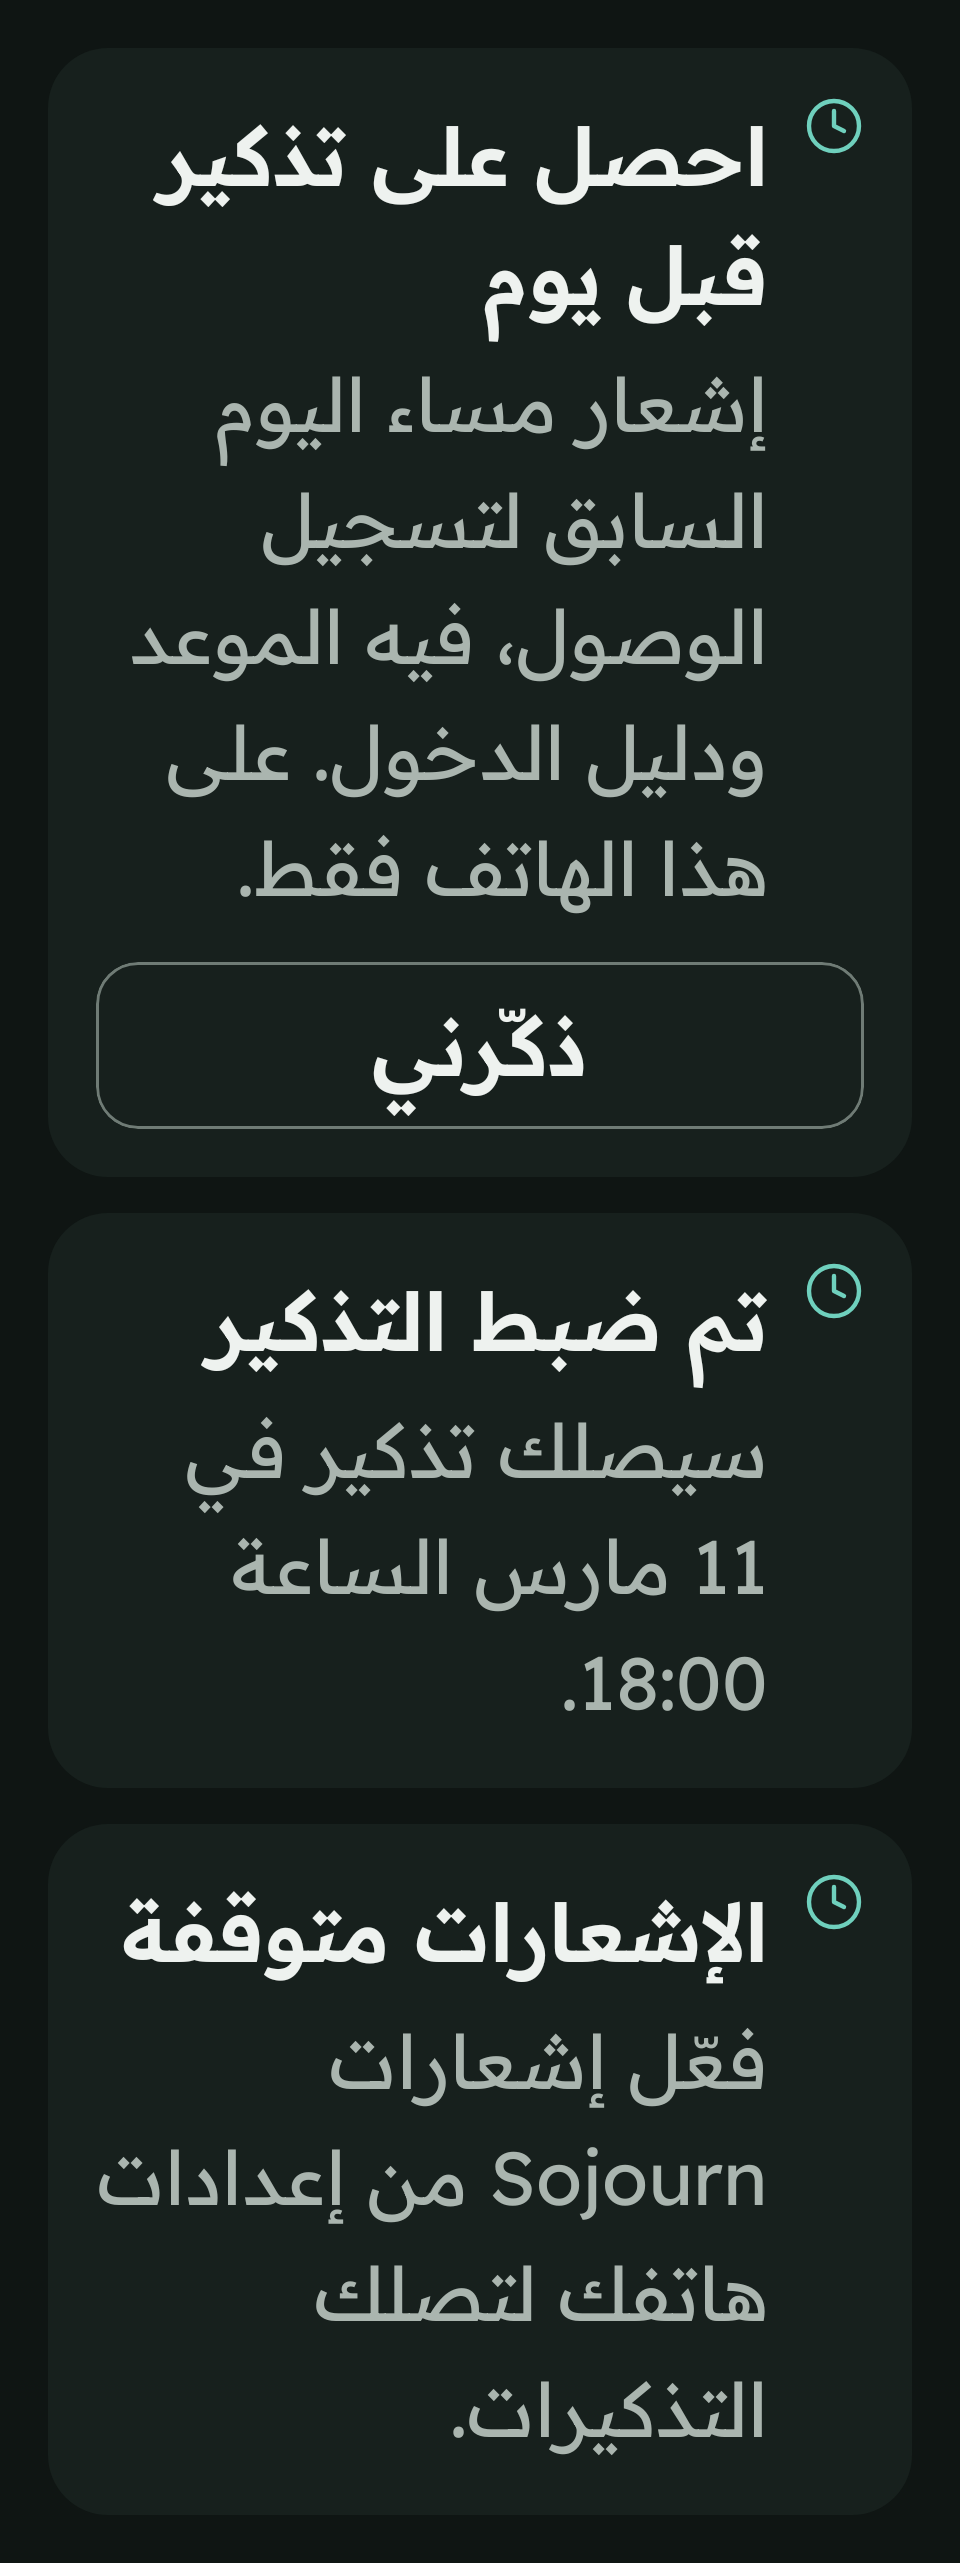 احصل على تذكير
قبل يوم
إشعار مساء اليوم
السابق لتسجيل
الوصول، فيه الموعد
ودليل الدخول. على
هذا الهاتف فقط.
ذكّرني
تم ضبط التذكير
سيصلك تذكير في
11 مارس الساعة
18:00.
الإشعارات متوقفة
فعّل إشعارات
Sojourn من إعدادات
هاتفك لتصلك
التذكيرات.